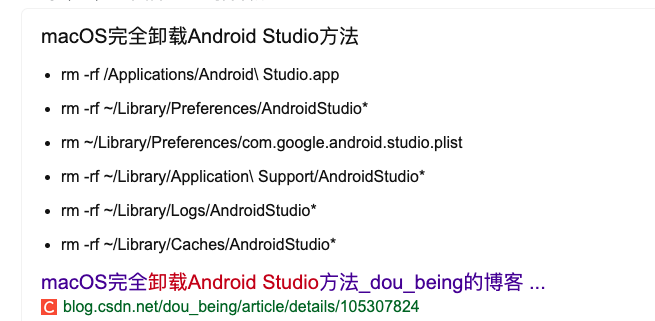 macOS完全卸载Android Studio方法
• rm -rf /Applications/Android\ Studio.app
• rm -rf ~/Library/Preferences/AndroidStudio*
• rm ~/Library/Preferences/com.google.android.studio.plist
• rm -rf ~/Library/Application\ Support/AndroidStudio*
• rm -rf ~/Library/Logs/AndroidStudio*
• rm -rf ~/Library/Caches/AndroidStudio*
macOS完全卸载Android Studio方法_dou_being的博客 ...
C blog.csdn.net/dou_being/article/details/105307824